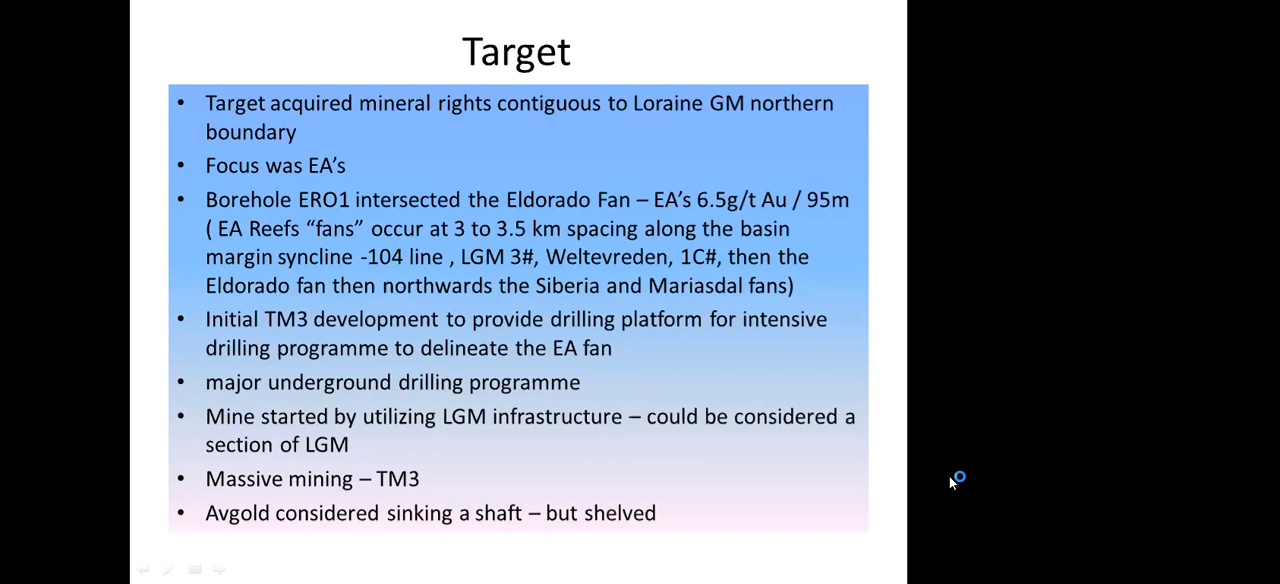 Target
• Target acquired mineral rights contiguous to Loraine GM northern
boundary
• Focus was EA's
• Borehole ERO1 intersected the Eldorado Fan – EA's 6.5g/t Au / 95m
( EA Reefs “fans” occur at 3 to 3.5 km spacing along the basin
margin syncline -104 line , LGM 3#, Weltevreden, 1C#, then the
Eldorado fan then northwards the Siberia and Mariasdal fans)
• Initial TM3 development to provide drilling platform for intensive
drilling programme to delineate the EA fan
• major underground drilling programme
• Mine started by utilizing LGM infrastructure – could be considered a
section of LGM
• Massive mining – TM3
• Avgold considered sinking a shaft – but shelved